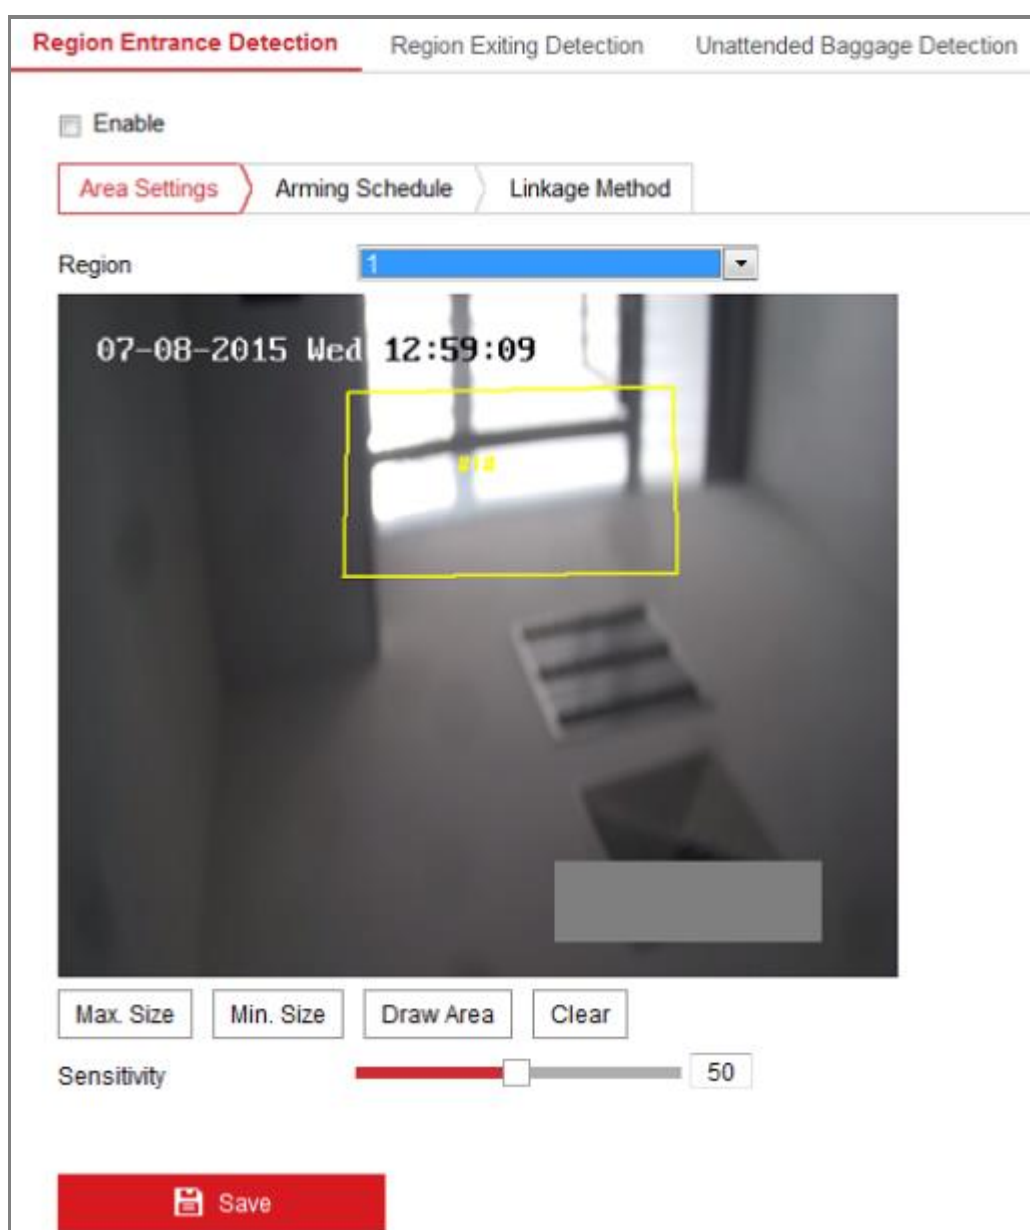 Region Entrance Detection Region Exiting Detection Unattended Baggage Detection
Enable
Area Settings Arming Schedule Linkage Method
Region 1
07-08-2015 Wed 12:59:09
#1#
Max. Size Min. Size Draw Area Clear
Sensitivity 50
Save